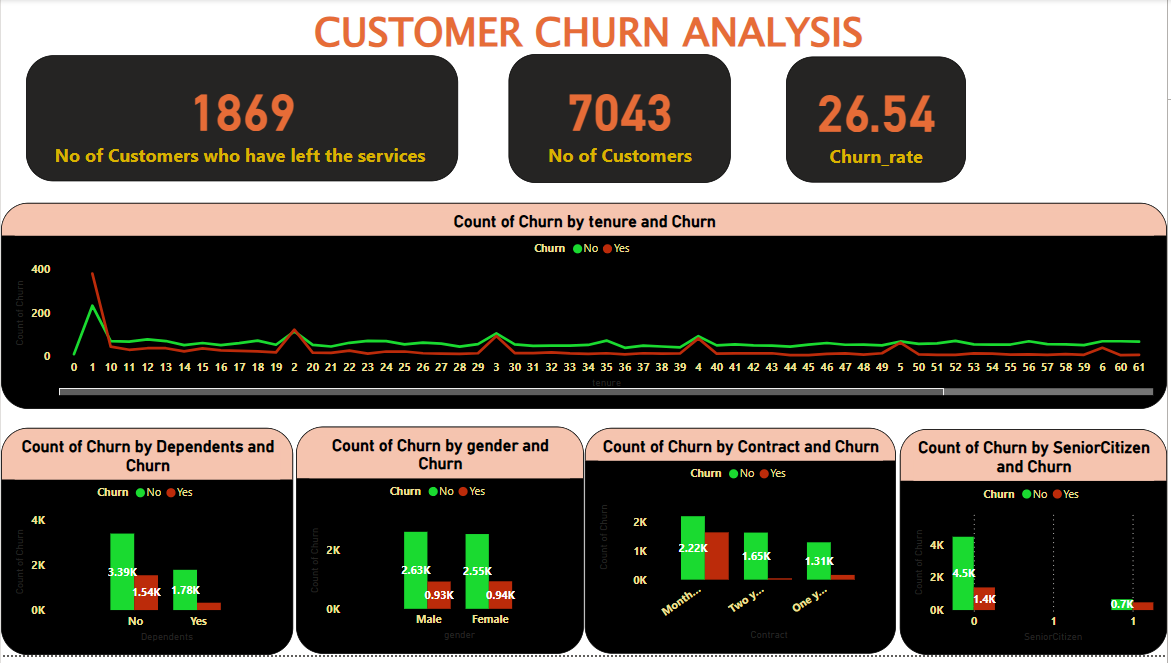 CUSTOMER CHURN ANALYSIS
1869
No of Customers who have left the services
7043
No of Customers
26.54
Churn_rate
Count of Churn by tenure and Churn
Churn No Yes
Count of Churn
400
200
0
0 1 10 11 12 13 14 15 16 17 18 19 2 20 21 22 23 24 25 26 27 28 29 3 30 31 32 33 34 35 36 37 38 39 4 40 41 42 43 44 45 46 47 48 49 5 50 51 52 53 54 55 56 57 58 59 6 60 61
tenure
Count of Churn by Dependents and
Churn
Churn No Yes
Count of Churn
4K
2K
0K
3.39K
1.54K
1.78K
No Yes
Dependents
Count of Churn by gender and
Churn
Churn No Yes
Count of Churn
2K
0K
2.63K
0.93K
2.55K
0.94K
Male Female
gender
Count of Churn by Contract and Churn
Churn No Yes
Count of Churn
2K
1K
0K
2.22K
1.65K
1.31K
Month... Two y... One y...
Contract
Count of Churn by SeniorCitizen
and Churn
Churn No Yes
Count of Churn
4K
2K
0K
4.5K
1.4K
0.7K
0 1 1
SeniorCitizen